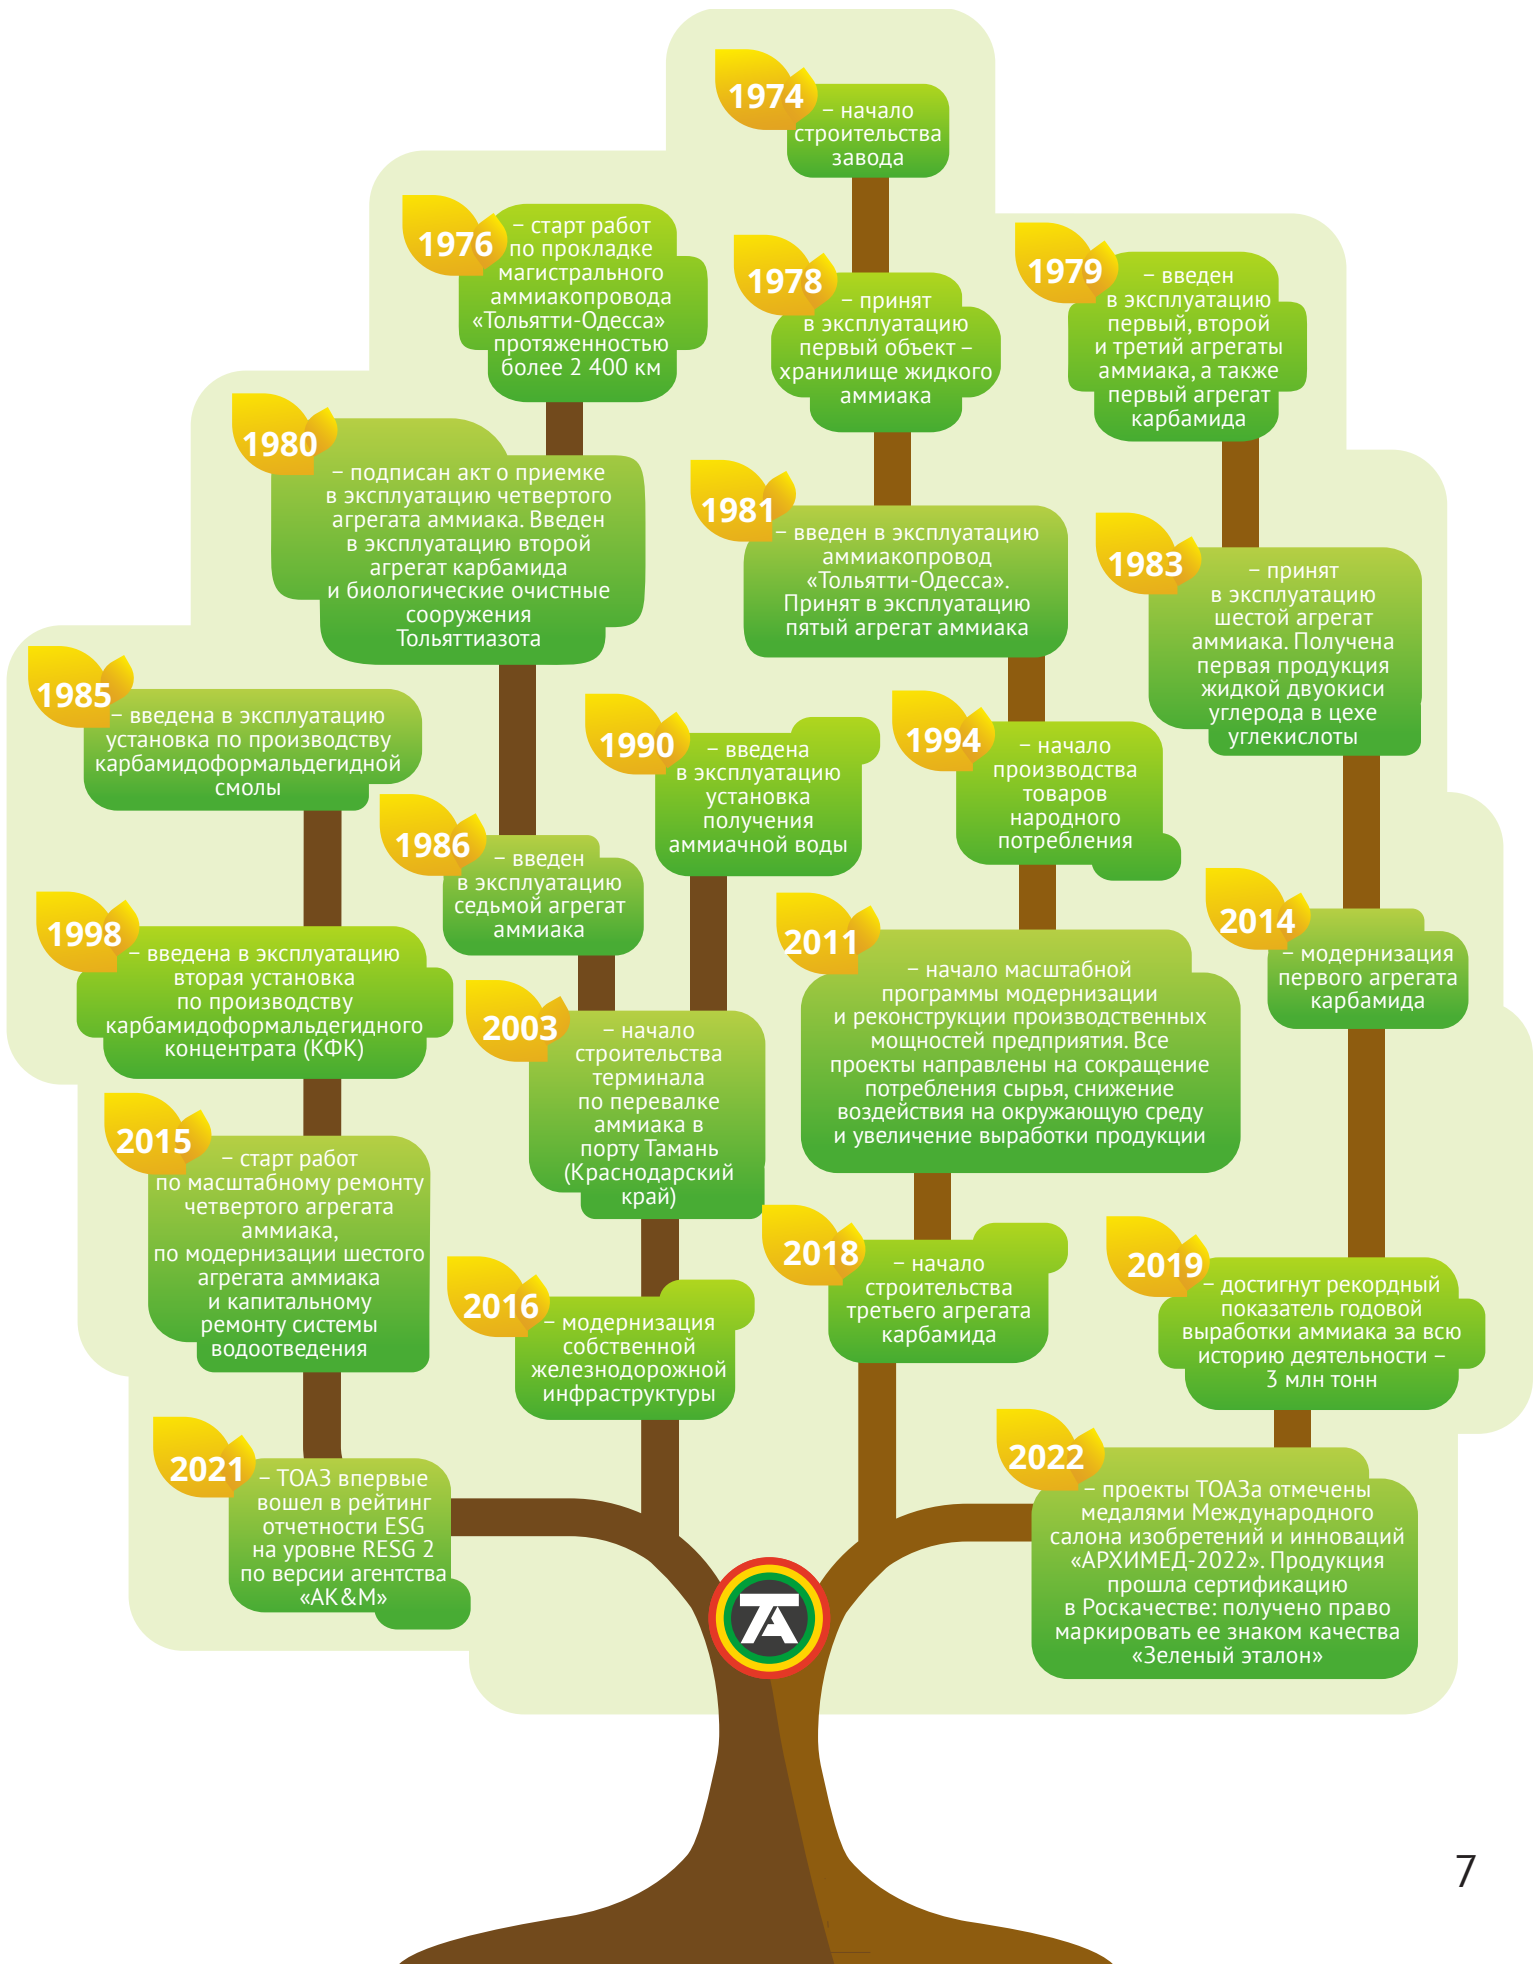 1974
– начало
строительства
завода
1976
– старт работ
по прокладке
магистрального
аммиакопровода
«Тольятти-Одесса»
протяженностью
более 2 400 км
1978
– принят
в эксплуатацию
первый объект –
хранилище жидкого
аммиака
1979
– введен
в эксплуатацию
первый, второй
и третий агрегаты
аммиака, а также
первый агрегат
карбамида
1980
– подписан акт о приемке
в эксплуатацию четвертого
агрегата аммиака. Введен
в эксплуатацию второй
агрегат карбамида
и биологические очистные
сооружения
Тольяттиазота
1981
– введен в эксплуатацию
аммиакопровод
«Тольятти-Одесса».
Принят в эксплуатацию
пятый агрегат аммиака
1983
– принят
в эксплуатацию
шестой агрегат
аммиака. Получена
первая продукция
жидкой двуокиси
углерода в цехе
углекислоты
1985
– введена в эксплуатацию
установка по производству
карбамидоформальдегидной
смолы
1986
– введен
в эксплуатацию
седьмой агрегат
аммиака
1990
– введена
в эксплуатацию
установка
получения
аммиачной воды
1994
– начало
производства
товаров
народного
потребления
1998
– введена в эксплуатацию
вторая установка
по производству
карбамидоформальдегидного
концентрата (КФК)
2003
– начало
строительства
терминала
по перевалке
аммиака в
порту Тамань
(Краснодарский
край)
2011
– начало масштабной
программы модернизации
и реконструкции производственных
мощностей предприятия. Все
проекты направлены на сокращение
потребления сырья, снижение
воздействия на окружающую среду
и увеличение выработки продукции
2014
– модернизация
первого агрегата
карбамида
2015
– старт работ
по масштабному ремонту
четвертого агрегата
аммиака,
по модернизации шестого
агрегата аммиака
и капитальному
ремонту системы
водоотведения
2016
– модернизация
собственной
железнодорожной
инфраструктуры
2018
– начало
строительства
третьего агрегата
карбамида
2019
– достигнут рекордный
показатель годовой
выработки аммиака за всю
историю деятельности –
3 млн тонн
2021
– ТОАЗ впервые
вошел в рейтинг
отчетности ESG
на уровне RESG 2
по версии агентства
«AK&M»
2022
– проекты ТОАЗа отмечены
медалями Международного
салона изобретений и инноваций
«АРХИМЕД-2022». Продукция
прошла сертификацию
в Роскачестве: получено право
маркировать ее знаком качества
«Зеленый эталон»
7